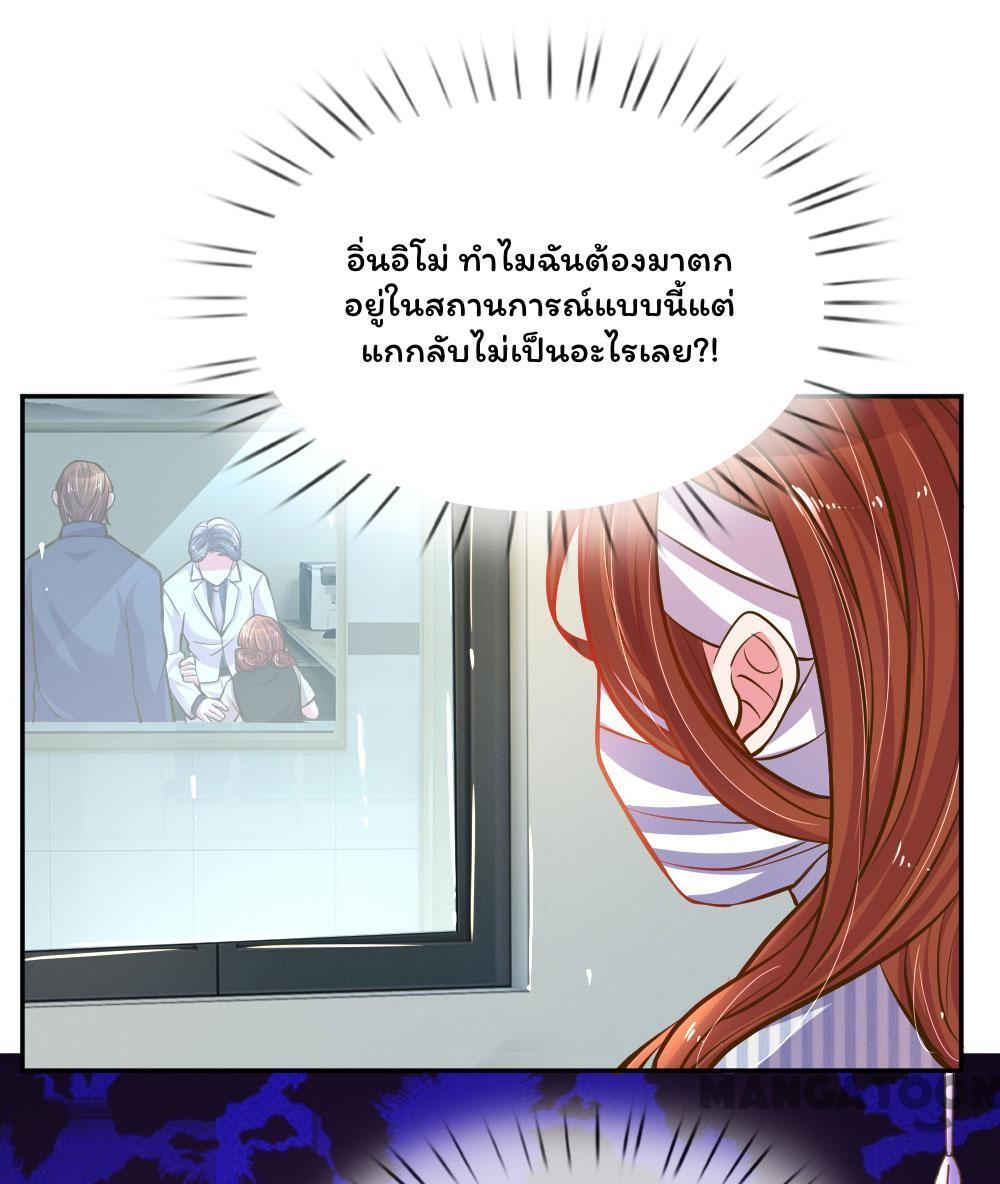 อิ่นอิโม่ ทำไมฉันต้องมาตก
อยู่ในสถานการณ์แบบนี้แต่
แกกลับไม่เป็นอะไรเลย?!
MANGATOON